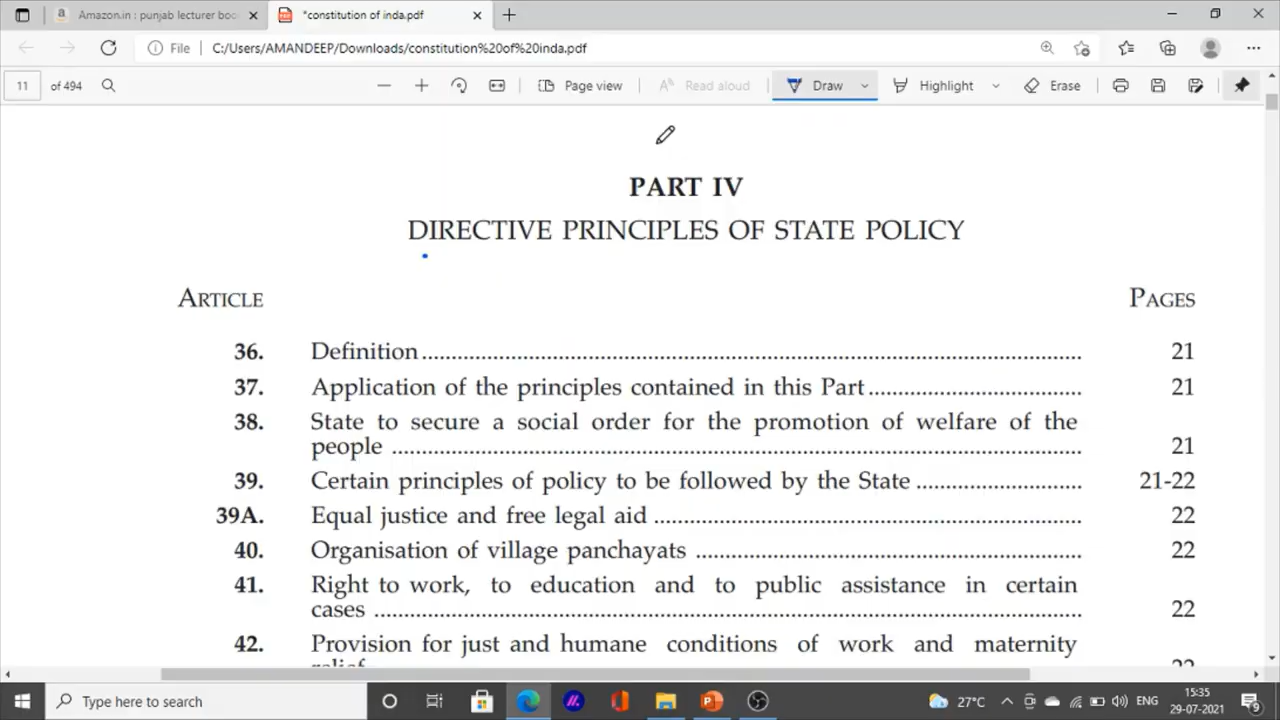 Amazon.in : punjab lecturer boo
*constitution of inda.pdf
File C:/Users/AMANDEEP/Downloads/constitution%20of%20inda.pdf
11 of 494 Page view Read aloud Draw Highlight Erase
PART IV
DIRECTIVE PRINCIPLES OF STATE POLICY
ARTICLE PAGES
36. Definition........................................................................................................ 21
37. Application of the principles contained in this Part.................................... 21
38. State to secure a social order for the promotion of welfare of the
people ............................................................................................................ 21
39. Certain principles of policy to be followed by the State ............................ 21-22
39A. Equal justice and free legal aid ........................................................................ 22
40. Organisation of village panchayats ................................................................. 22
41. Right to work, to education and to public assistance in certain
cases ............................................................................................................... 22
42. Provision for just and humane conditions of work and maternity
relief 22
Type here to search 27°C ENG 15:35
29-07-2021 9